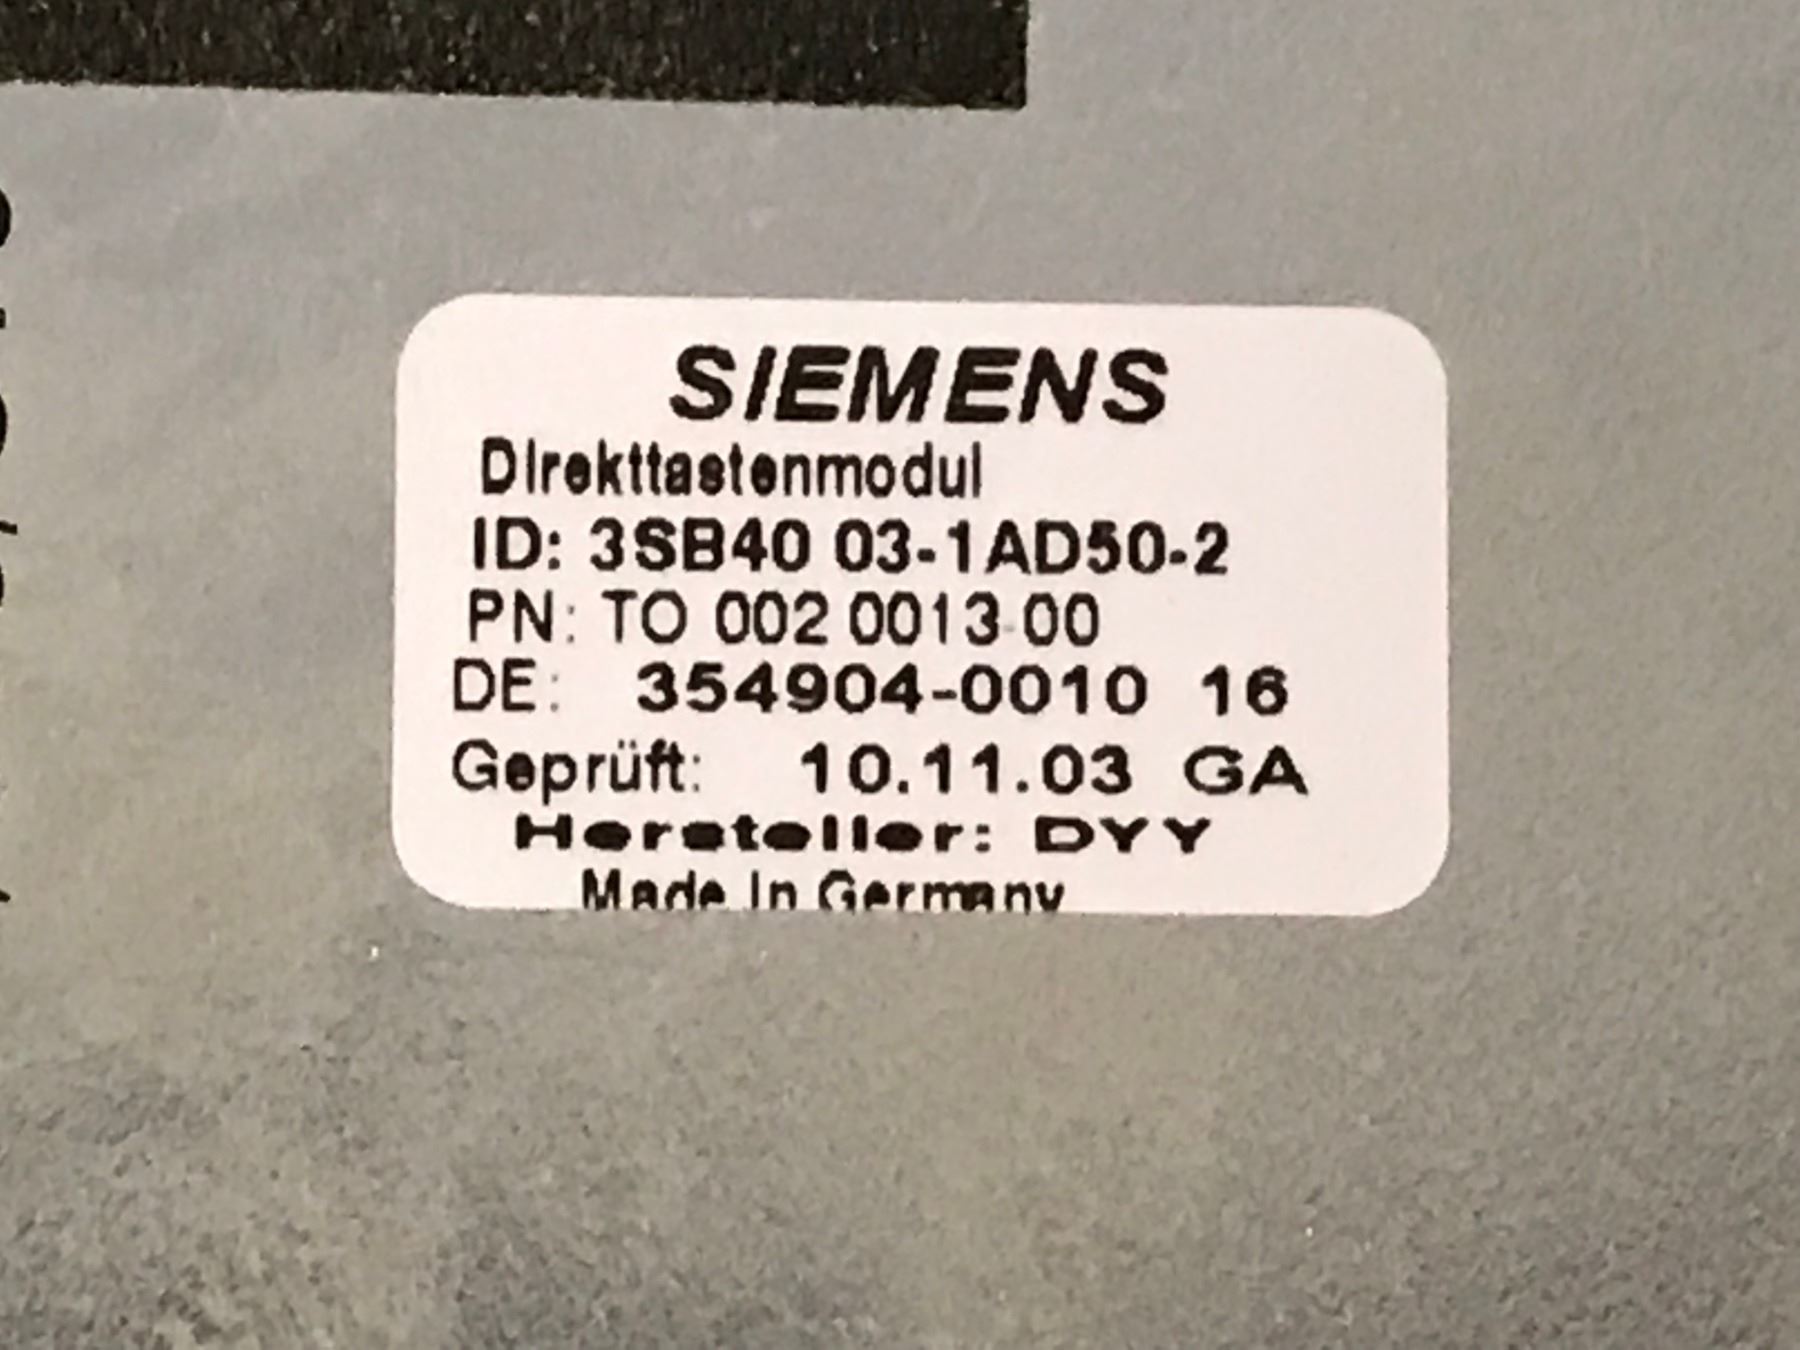 SIEMENS
Direkttastenmodul
ID: 3SB40 03-1AD50-2
PN: TO 002 0013 00
DE: 354904-0010 16
Geprüft: 10.11.03 GA
Hersteller: DYY
Made In Germany